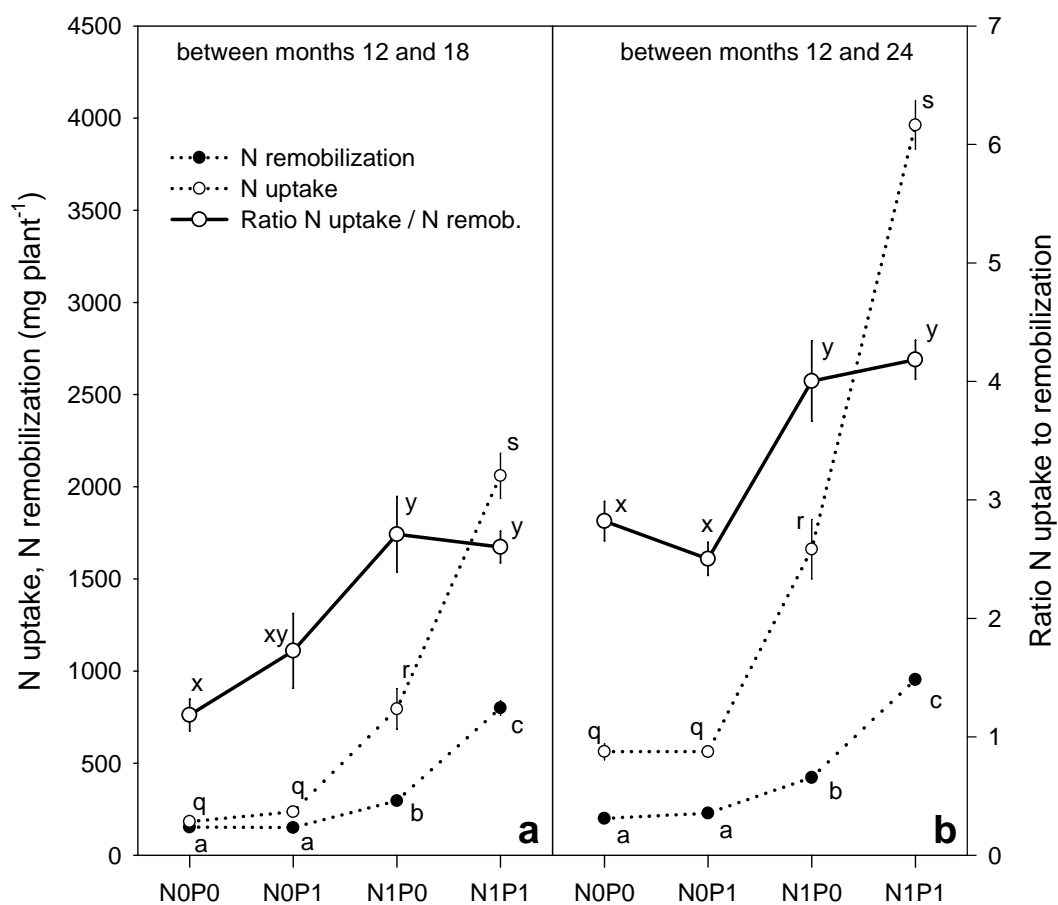 between months 12 and 18
between months 12 and 24
N remobilization
N uptake
Ratio N uptake / N remob.
N uptake, N remobilization (mg plant⁻¹)
4500
4000
3500
3000
2500
2000
1500
1000
500
0
x
xy
y
y
q
q
r
s
a
a
b
c
a
x
x
y
y
q
q
r
s
a
a
b
c
b
7
6
5
4
3
2
1
0
Ratio N uptake to remobilization
N0P0 N0P1 N1P0 N1P1 N0P0 N0P1 N1P0 N1P1